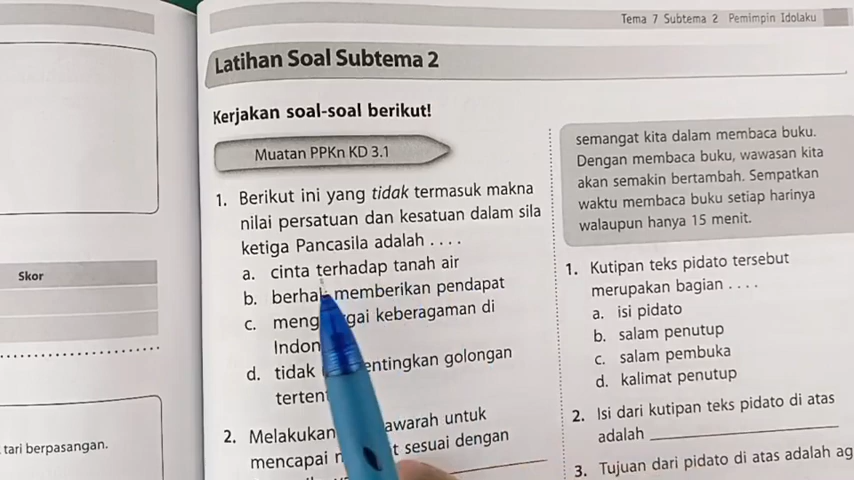 Tema 7 Subtema 2 Pemimpin Idolaku
Latihan Soal Subtema 2
Kerjakan soal-soal berikut!
Muatan PPKn KD 3.1
1. Berikut ini yang tidak termasuk makna
nilai persatuan dan kesatuan dalam sila
ketiga Pancasila adalah . . . .
a. cinta terhadap tanah air
b. berhak memberikan pendapat
c. menghargai keberagaman di
Indon
d. tidak mementingkan golongan
terten
2. Melakukan awarah untuk
mencapai t sesuai dengan
semangat kita dalam membaca buku.
Dengan membaca buku, wawasan kita
akan semakin bertambah. Sempatkan
waktu membaca buku setiap harinya
walaupun hanya 15 menit.
1. Kutipan teks pidato tersebut
merupakan bagian . . . .
a. isi pidato
b. salam penutup
c. salam pembuka
d. kalimat penutup
2. Isi dari kutipan teks pidato di atas
adalah
3. Tujuan dari pidato di atas adalah ag
Skor
tari berpasangan.